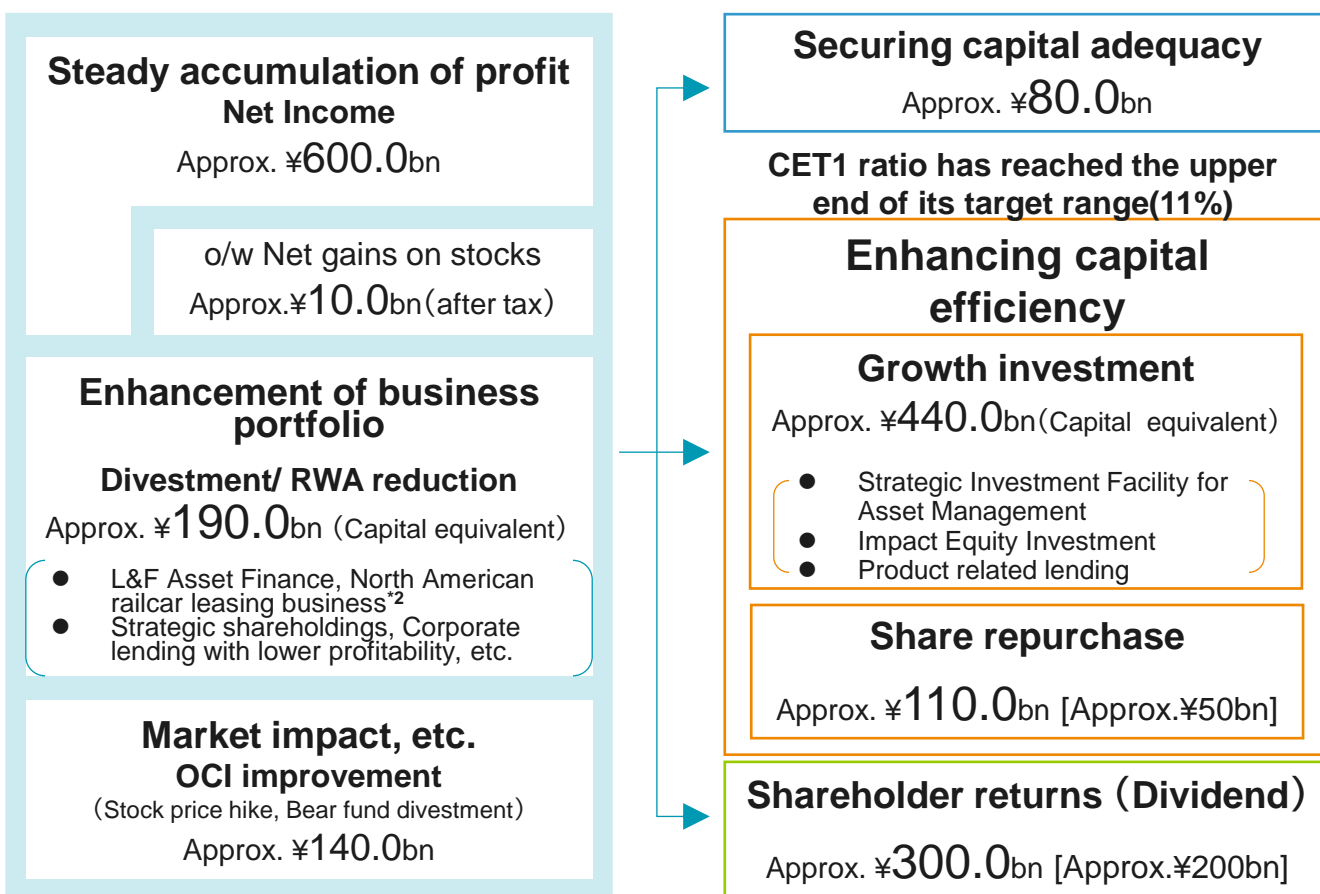 Steady accumulation of profit
Net Income
Approx. ¥600.0bn
o/w Net gains on stocks
Approx.¥10.0bn（after tax）
Enhancement of business
portfolio
Divestment/ RWA reduction
Approx. ¥190.0bn （Capital equivalent）
● L&F Asset Finance, North American
railcar leasing business*2
● Strategic shareholdings, Corporate
lending with lower profitability, etc.
Market impact, etc.
OCI improvement
（Stock price hike, Bear fund divestment）
Approx. ¥140.0bn
Securing capital adequacy
Approx. ¥80.0bn
CET1 ratio has reached the upper
end of its target range(11%)
Enhancing capital
efficiency
Growth investment
Approx. ¥440.0bn（Capital equivalent）
● Strategic Investment Facility for
Asset Management
● Impact Equity Investment
● Product related lending
Share repurchase
Approx. ¥110.0bn [Approx.¥50bn]
Shareholder returns（Dividend）
Approx. ¥300.0bn [Approx.¥200bn]